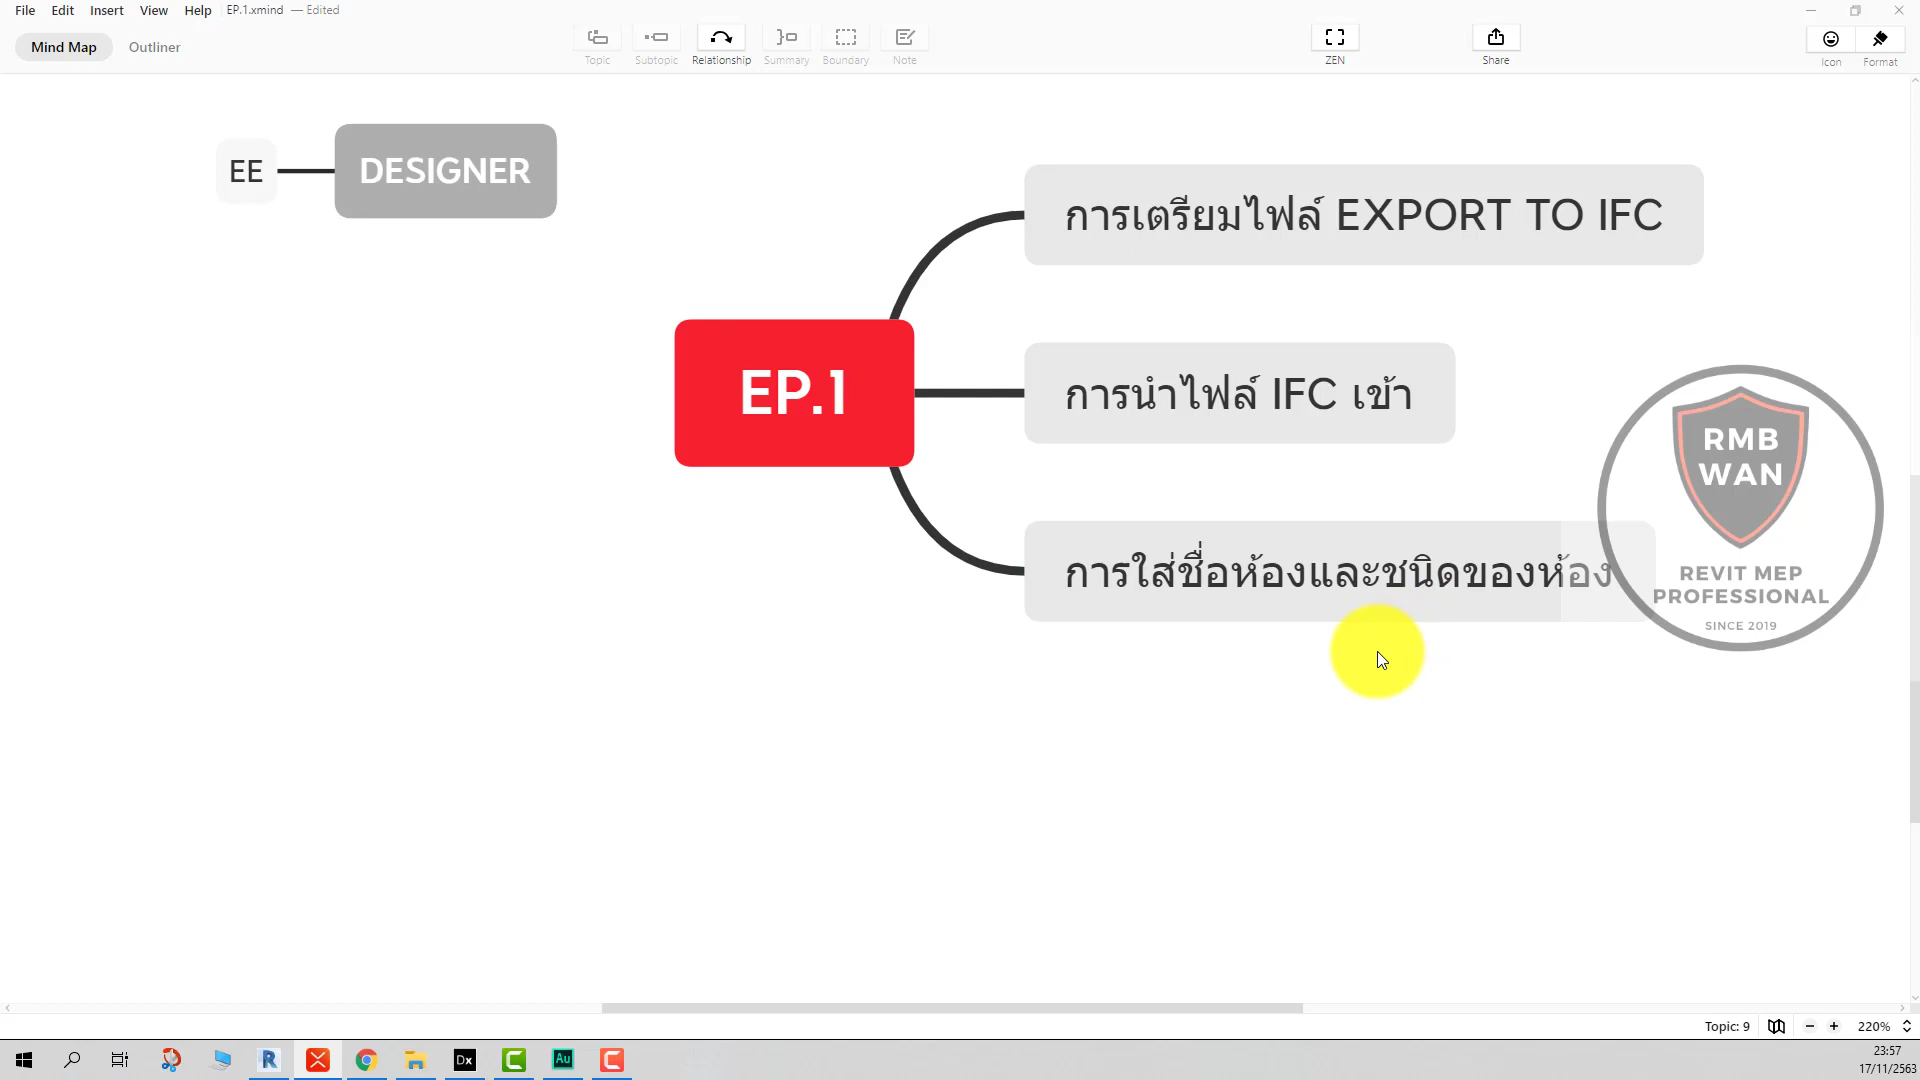 File Edit Insert View Help EP.1.xmind — Edited
Mind Map Outliner
Topic Subtopic Relationship Summary Boundary Note ZEN Share Icon Format
EE DESIGNER
การเตรียมไฟล์ EXPORT TO IFC
EP.1
การนำไฟล์ IFC เข้า
การใส่ชื่อห้องและชนิดของห้อง
RMB
WAN
REVIT MEP
PROFESSIONAL
SINCE 2019
Topic: 9 220%
R Dx C Au C
23:57
17/11/2563